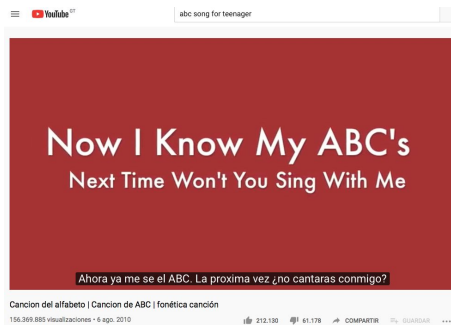 YouTube BT
abc song for teenager
Now I Know My ABC's
Next Time Won't You Sing With Me
Ahora ya me se el ABC. La proxima vez ¿no cantaras conmigo?
Cancion del alfabeto | Cancion de ABC | fonética canción
156.369.885 visualizaciones • 6 ago. 2010 212.130 61.178 COMPARTIR GUARDAR